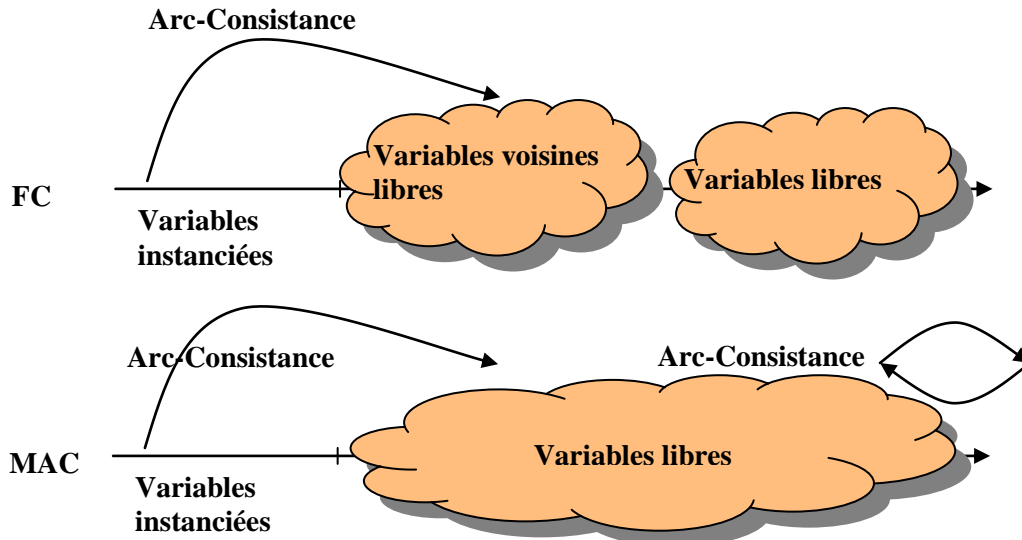 Arc-Consistance
Variables voisines
libres
Variables libres
FC
Variables
instanciées
Arc-Consistance
Arc-Consistance
Variables libres
MAC
Variables
instanciées